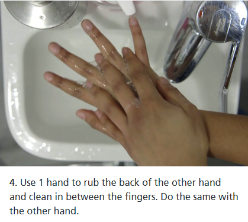 4. Use 1 hand to rub the back of the other hand
and clean in between the fingers. Do the same with
the other hand.